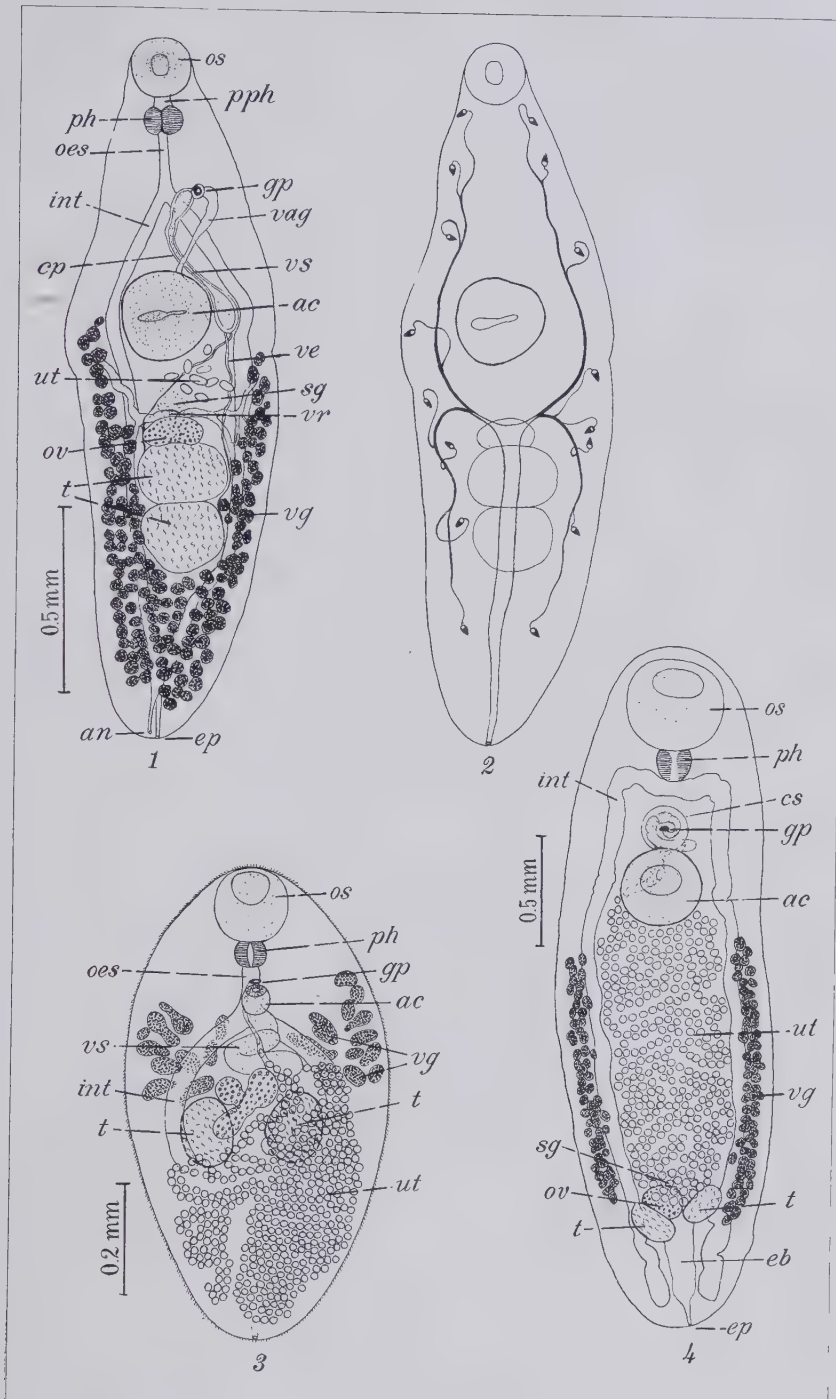 os
pph
ph
oes
gp
int
vag
cp
vs
ac
ve
ut
sg
vr
ov
t
vg
0.5 mm
an
ep
1
2
os
ph
int
cs
gp
0.5 mm
ac
ut
vg
sg
ov
t
t
eb
ep
4
os
ph
oes
gp
ac
vs
vg
int
t
t
ut
0.2 mm
3